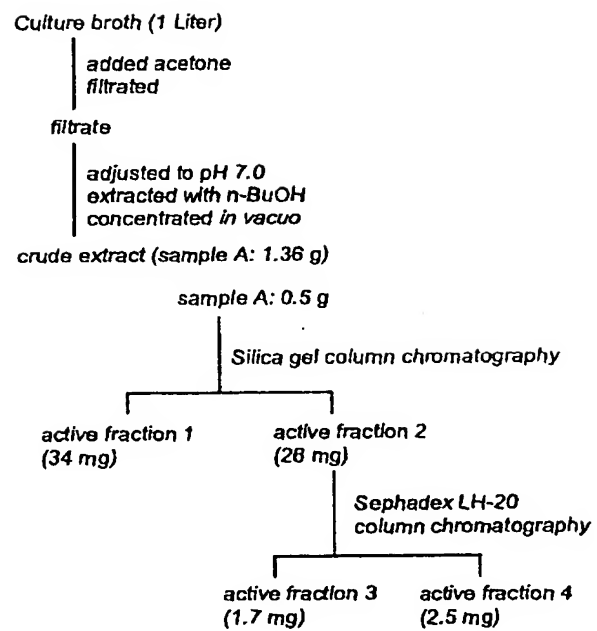 Culture broth (1 Liter)
added acetone
filtrated
filtrate
adjusted to pH 7.0
extracted with n-BuOH
concentrated in vacuo
crude extract (sample A: 1.36 g)
sample A: 0.5 g
Silica gel column chromatography
active fraction 1
(34 mg)
active fraction 2
(28 mg)
Sephadex LH-20
column chromatography
active fraction 3
(1.7 mg)
active fraction 4
(2.5 mg)